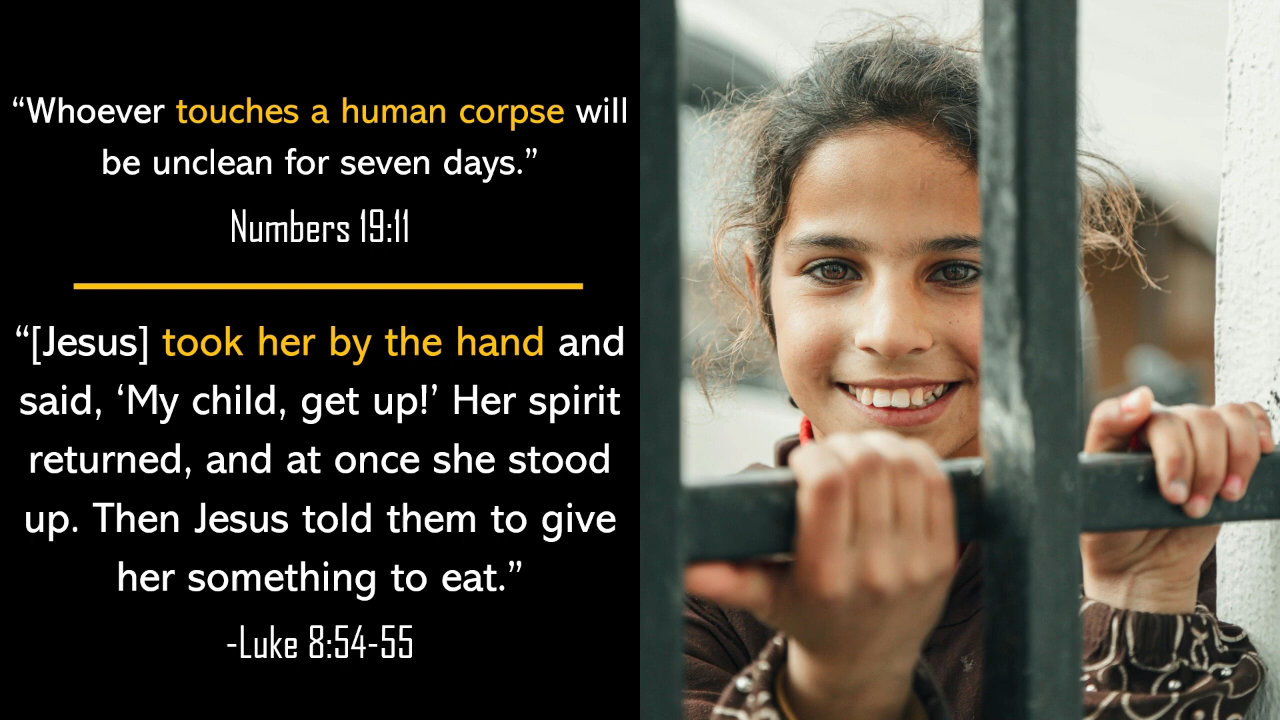 “Whoever touches a human corpse will
be unclean for seven days.”
Numbers 19:11
“[Jesus] took her by the hand and
said, ‘My child, get up!’ Her spirit
returned, and at once she stood
up. Then Jesus told them to give
her something to eat.”
-Luke 8:54-55